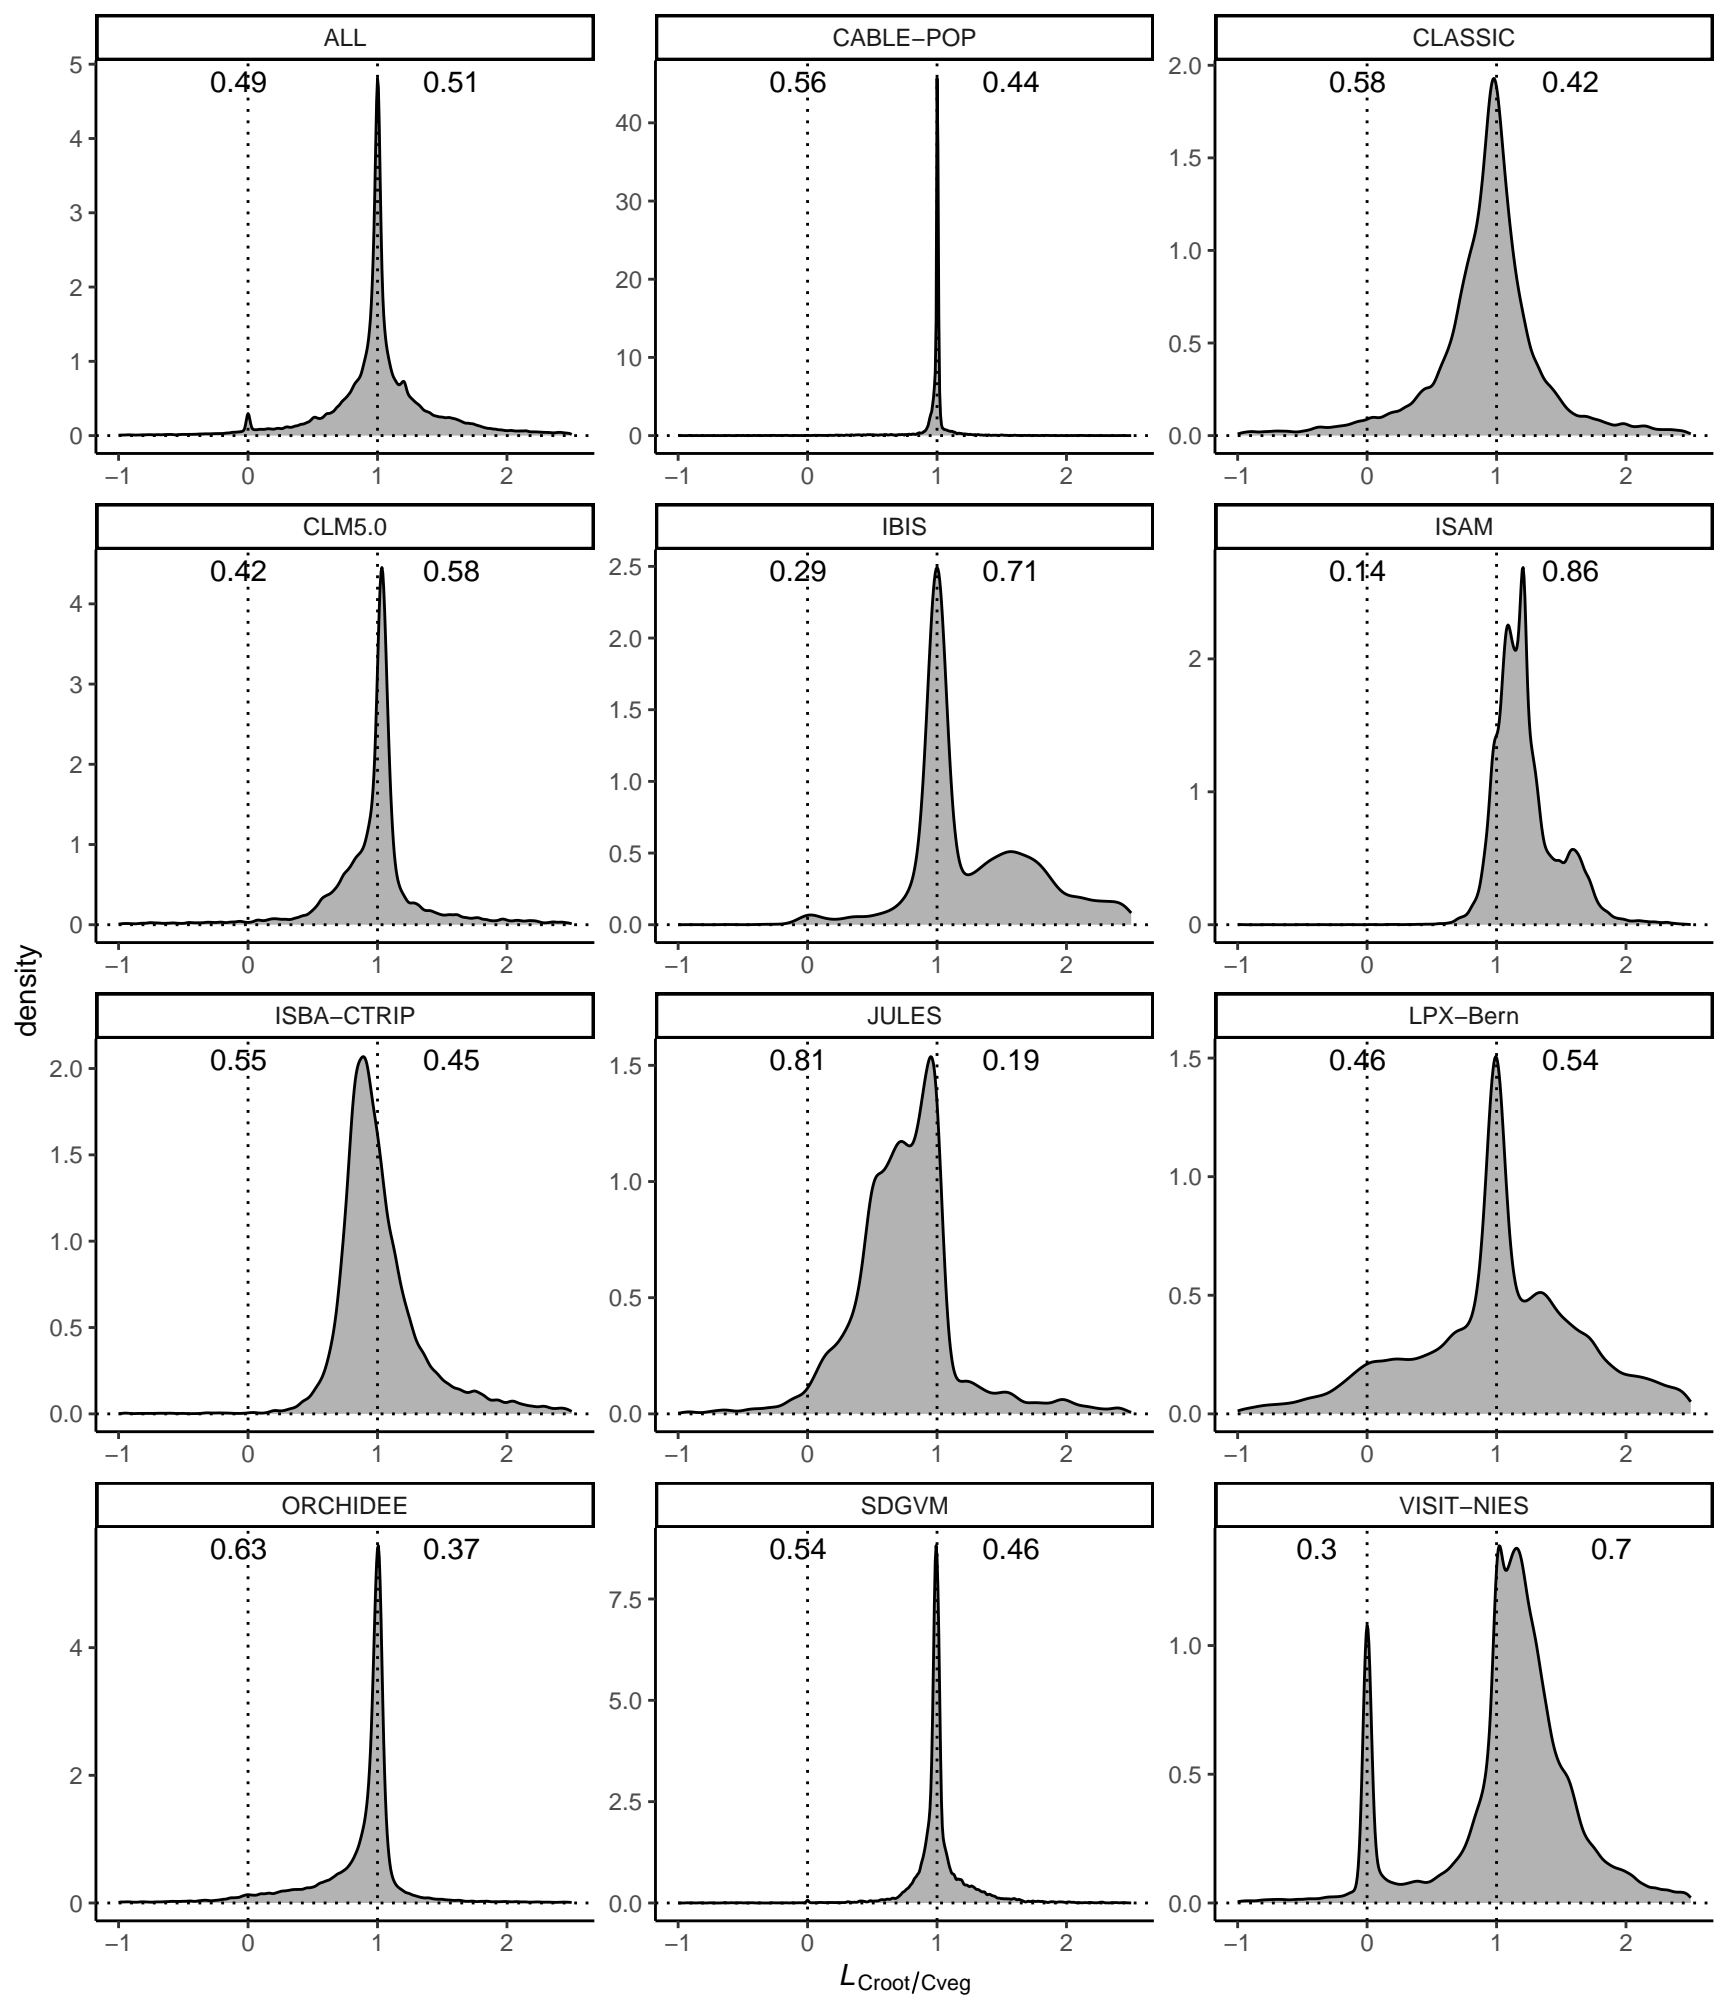 ALL
0.49 0.51
5
4
3
2
1
0
−1 0 1 2
CABLE−POP
0.56 0.44
40
30
20
10
0
−1 0 1 2
CLASSIC
0.58 0.42
2.0
1.5
1.0
0.5
0.0
−1 0 1 2
CLM5.0
0.42 0.58
4
3
2
1
0
−1 0 1 2
IBIS
0.29 0.71
2.5
2.0
1.5
1.0
0.5
0.0
−1 0 1 2
ISAM
0.14 0.86
2
1
0
−1 0 1 2
density
ISBA−CTRIP
0.55 0.45
2.0
1.5
1.0
0.5
0.0
−1 0 1 2
JULES
0.81 0.19
1.5
1.0
0.5
0.0
−1 0 1 2
LPX−Bern
0.46 0.54
1.5
1.0
0.5
0.0
−1 0 1 2
ORCHIDEE
0.63 0.37
4
2
0
−1 0 1 2
SDGVM
0.54 0.46
7.5
5.0
2.5
0.0
−1 0 1 2
VISIT−NIES
0.3 0.7
1.0
0.5
0.0
−1 0 1 2
L Croot/Cveg